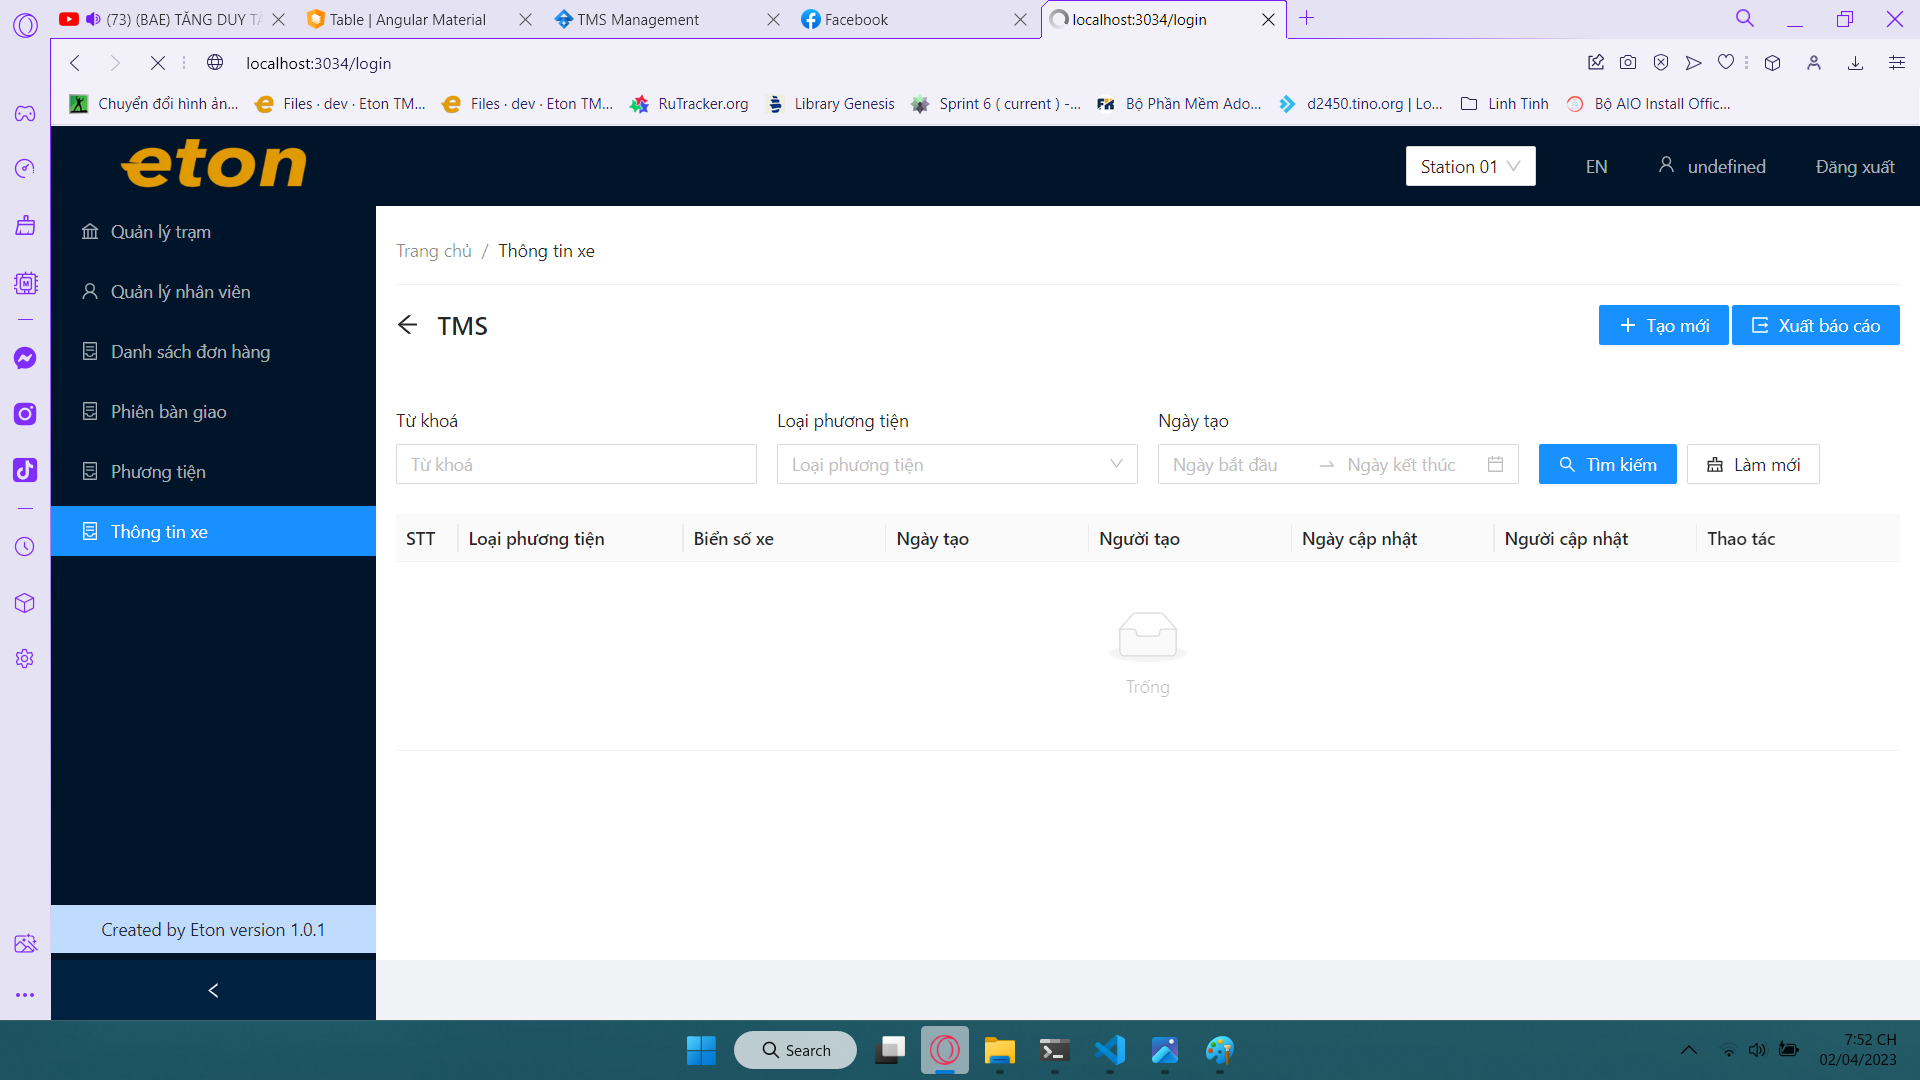 (73) (BAE) TĂNG DUY TÂ
Table | Angular Material
TMS Management
Facebook
localhost:3034/login
localhost:3034/login
Chuyển đổi hình ản...
Files · dev · Eton TM...
Files · dev · Eton TM...
RuTracker.org
Library Genesis
Sprint 6 ( current ) -...
Bộ Phần Mềm Ado...
d2450.tino.org | Lo...
Linh Tinh
Bộ AIO Install Offic...
eton
Station 01
EN
undefined
Đăng xuất
Quản lý trạm
Quản lý nhân viên
Danh sách đơn hàng
Phiên bàn giao
Phương tiện
Thông tin xe
Created by Eton version 1.0.1
Trang chủ / Thông tin xe
TMS
Tạo mới
Xuất báo cáo
Từ khoá
Loại phương tiện
Ngày tạo
Từ khoá
Loại phương tiện
Ngày bắt đầu
Ngày kết thúc
Tìm kiếm
Làm mới
STT
Loại phương tiện
Biển số xe
Ngày tạo
Người tạo
Ngày cập nhật
Người cập nhật
Thao tác
Trống
Search
7:52 CH
02/04/2023